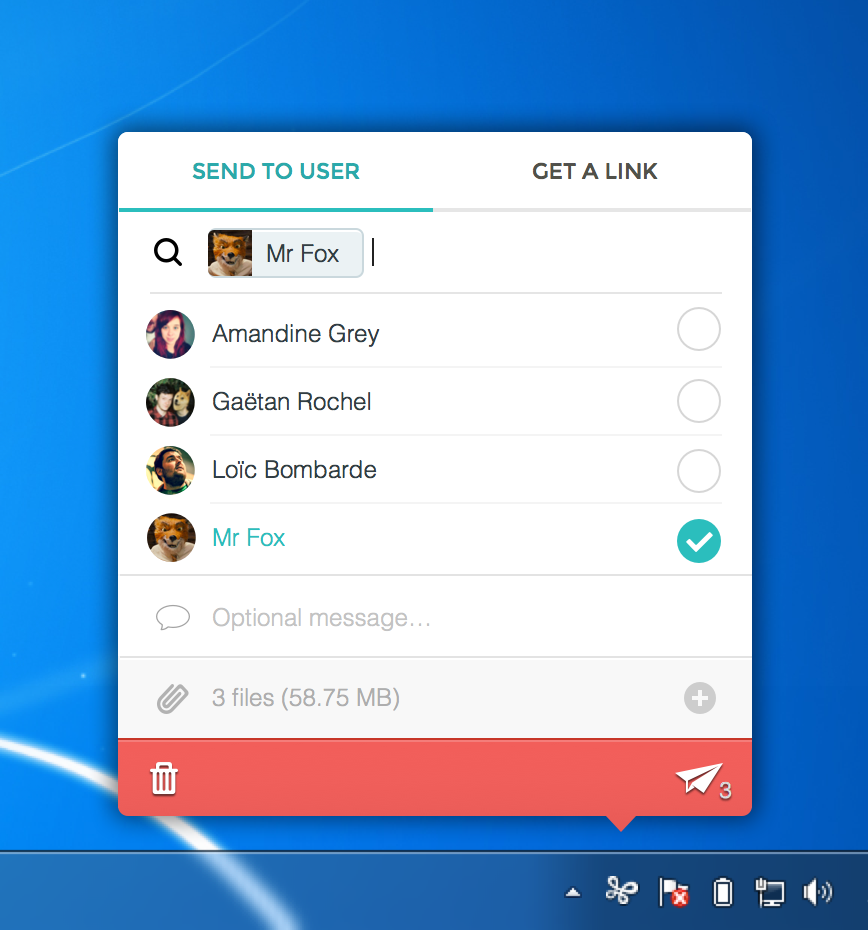 SEND TO USER GET A LINK
Mr Fox
Amandine Grey
Gaëtan Rochel
Loïc Bombarde
Mr Fox
Optional message…
3 files (58.75 MB)
3